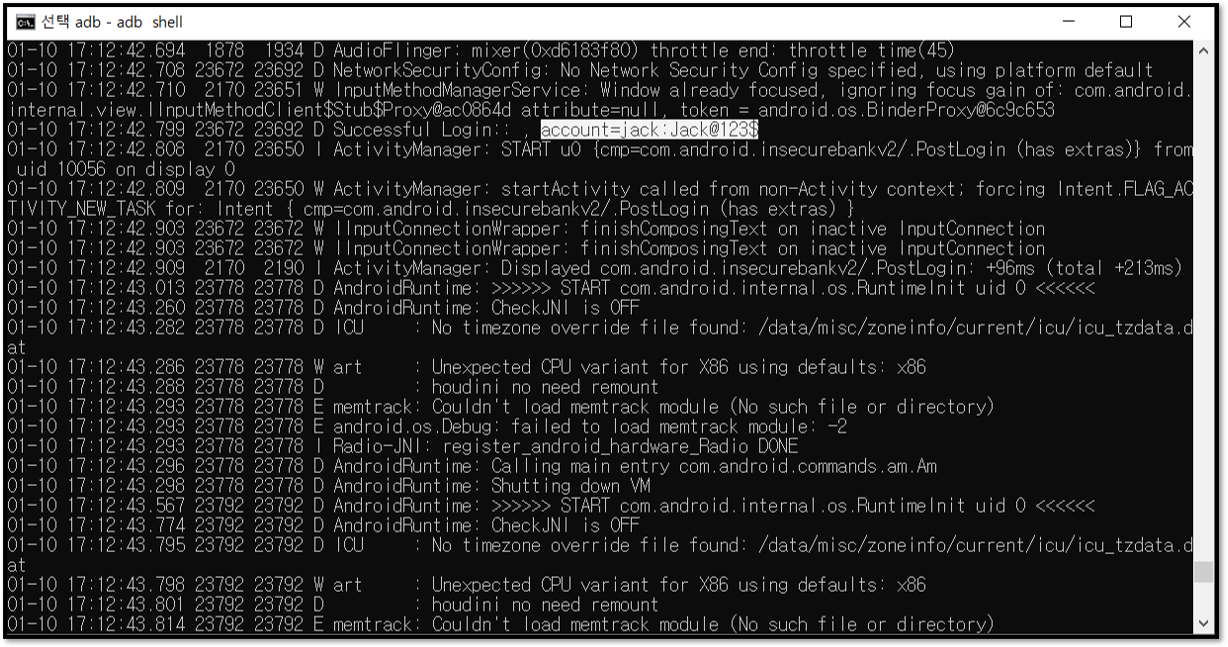 선택 adb - adb  shell
01-10 17:12:42.694  1878  1934 D AudioFlinger: mixer(0xd6183f80) throttle end: throttle time(45)
01-10 17:12:42.708 23672 23692 D NetworkSecurityConfig: No Network Security Config specified, using platform default
01-10 17:12:42.710  2170 23651 W InputMethodManagerService: Window already focused, ignoring focus gain of: com.android.
internal.view.IInputMethodClient$Stub$Proxy@ac0864d attribute=null, token = android.os.BinderProxy@6c9c653
01-10 17:12:42.799 23672 23692 D Successful Login:: , account=jack:Jack@123$
01-10 17:12:42.808  2170 23650 I ActivityManager: START u0 {cmp=com.android.insecurebankv2/.PostLogin (has extras)} from
 uid 10056 on display 0
01-10 17:12:42.809  2170 23650 W ActivityManager: startActivity called from non-Activity context; forcing Intent.FLAG_AC
TIVITY_NEW_TASK for: Intent { cmp=com.android.insecurebankv2/.PostLogin (has extras) }
01-10 17:12:42.903 23672 23672 W IInputConnectionWrapper: finishComposingText on inactive InputConnection
01-10 17:12:42.903 23672 23672 W IInputConnectionWrapper: finishComposingText on inactive InputConnection
01-10 17:12:42.909  2170  2190 I ActivityManager: Displayed com.android.insecurebankv2/.PostLogin: +96ms (total +213ms)
01-10 17:12:43.013 23778 23778 D AndroidRuntime: >>>>>> START com.android.internal.os.RuntimeInit uid 0 <<<<<<
01-10 17:12:43.260 23778 23778 D AndroidRuntime: CheckJNI is OFF
01-10 17:12:43.282 23778 23778 D ICU     : No timezone override file found: /data/misc/zoneinfo/current/icu/icu_tzdata.d
at
01-10 17:12:43.286 23778 23778 W art     : Unexpected CPU variant for X86 using defaults: x86
01-10 17:12:43.288 23778 23778 D         : houdini no need remount
01-10 17:12:43.293 23778 23778 E memtrack: Couldn't load memtrack module (No such file or directory)
01-10 17:12:43.293 23778 23778 E android.os.Debug: failed to load memtrack module: -2
01-10 17:12:43.293 23778 23778 I Radio-JNI: register_android_hardware_Radio DONE
01-10 17:12:43.296 23778 23778 D AndroidRuntime: Calling main entry com.android.commands.am.Am
01-10 17:12:43.298 23778 23778 D AndroidRuntime: Shutting down VM
01-10 17:12:43.567 23792 23792 D AndroidRuntime: >>>>>> START com.android.internal.os.RuntimeInit uid 0 <<<<<<
01-10 17:12:43.774 23792 23792 D AndroidRuntime: CheckJNI is OFF
01-10 17:12:43.795 23792 23792 D ICU     : No timezone override file found: /data/misc/zoneinfo/current/icu/icu_tzdata.d
at
01-10 17:12:43.798 23792 23792 W art     : Unexpected CPU variant for X86 using defaults: x86
01-10 17:12:43.801 23792 23792 D         : houdini no need remount
01-10 17:12:43.814 23792 23792 E memtrack: Couldn't load memtrack module (No such file or directory)